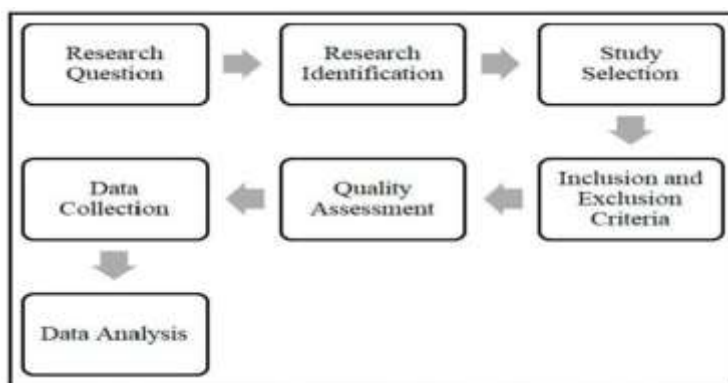 Research
Question
Research
Identification
Study
Selection
Inclusion and
Exclusion
Criteria
Quality
Assessment
Data
Collection
Data Analysis